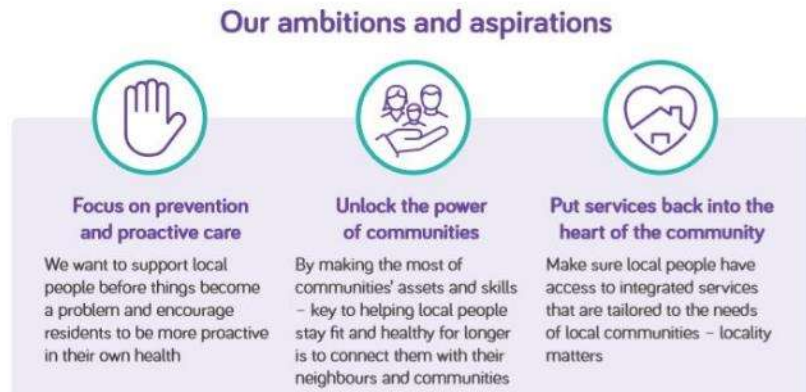 Our ambitions and aspirations
Focus on prevention
and proactive care
We want to support local
people before things become
a problem and encourage
residents to be more proactive
in their own health
Unlock the power
of communities
By making the most of
communities' assets and skills
– key to helping local people
stay fit and healthy for longer
is to connect them with their
neighbours and communities
Put services back into the
heart of the community
Make sure local people have
access to integrated services
that are tailored to the needs
of local communities – locality
matters